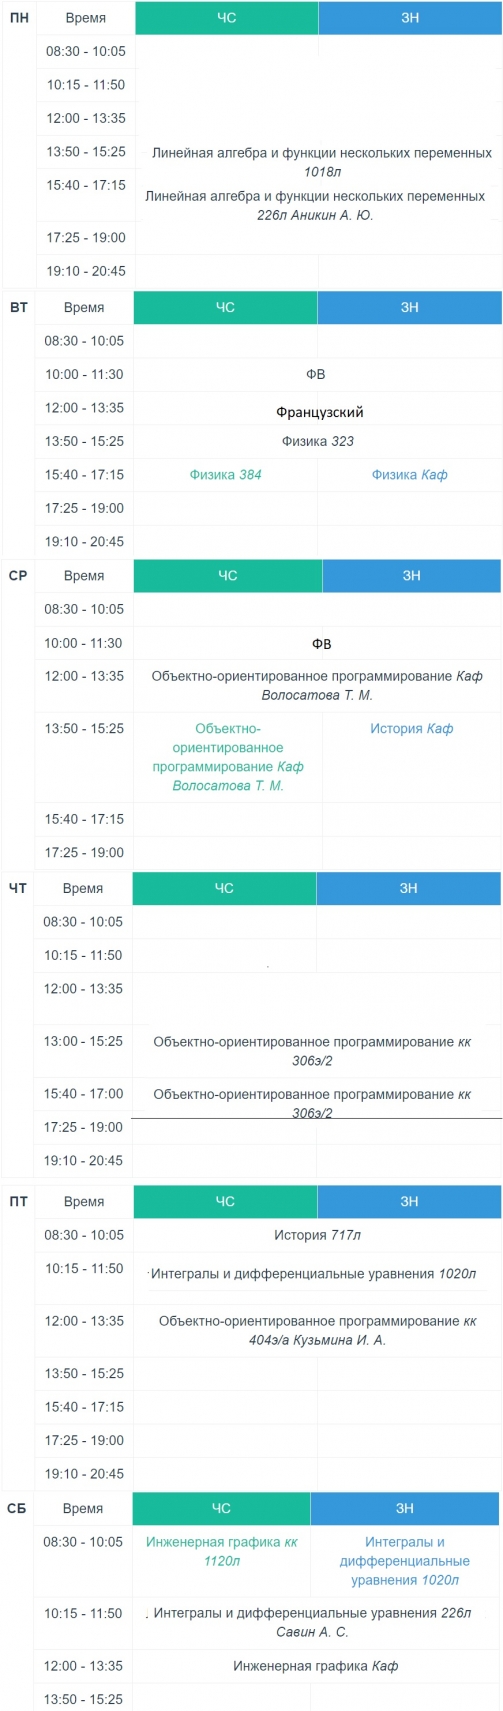 ПН Время ЧС ЗН
08:30 - 10:05
10:15 - 11:50
12:00 - 13:35
13:50 - 15:25 Линейная алгебра и функции нескольких переменных
1018л
15:40 - 17:15 Линейная алгебра и функции нескольких переменных
226л Аникин А. Ю.
17:25 - 19:00
19:10 - 20:45
ВТ Время ЧС ЗН
08:30 - 10:05
10:00 - 11:30 ФВ
12:00 - 13:35 Французский
13:50 - 15:25 Физика 323
15:40 - 17:15 Физика 384 Физика Каф
17:25 - 19:00
19:10 - 20:45
СР Время ЧС ЗН
08:30 - 10:05
10:00 - 11:30 ФВ
12:00 - 13:35 Объектно-ориентированное программирование Каф
Волосатова Т. М.
13:50 - 15:25 Объектно- История Каф
ориентированное
программирование Каф
Волосатова Т. М.
15:40 - 17:15
17:25 - 19:00
ЧТ Время ЧС ЗН
08:30 - 10:05
10:15 - 11:50
12:00 - 13:35
13:00 - 15:25 Объектно-ориентированное программирование кк
306э/2
15:40 - 17:00 Объектно-ориентированное программирование кк
306э/2
17:25 - 19:00
19:10 - 20:45
ПТ Время ЧС ЗН
08:30 - 10:05 История 717л
10:15 - 11:50 Интегралы и дифференциальные уравнения 1020л
12:00 - 13:35 Объектно-ориентированное программирование кк
404э/а Кузьмина И. А.
13:50 - 15:25
15:40 - 17:15
17:25 - 19:00
19:10 - 20:45
СБ Время ЧС ЗН
08:30 - 10:05 Инженерная графика кк Интегралы и
1120л дифференциальные
уравнения 1020л
10:15 - 11:50 Интегралы и дифференциальные уравнения 226л
Савин А. С.
12:00 - 13:35 Инженерная графика Каф
13:50 - 15:25